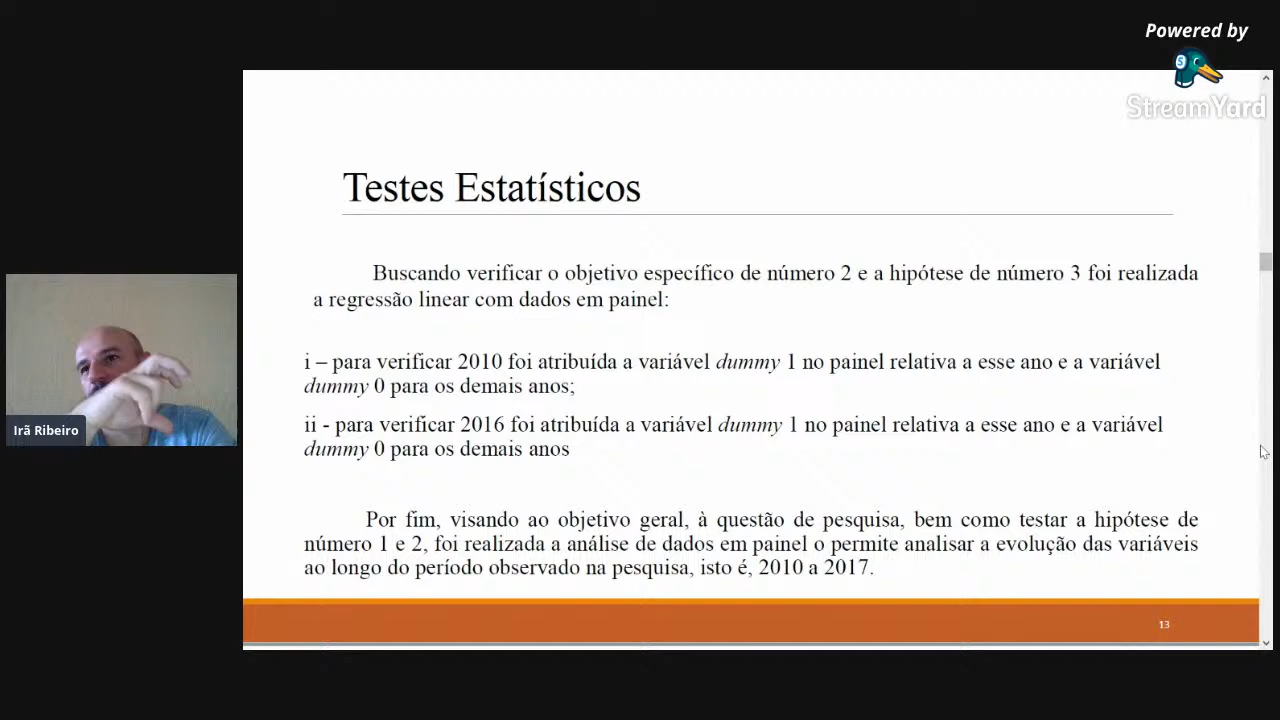 Powered by
StreamYard
Testes Estatísticos
Buscando verificar o objetivo específico de número 2 e a hipótese de número 3 foi realizada
a regressão linear com dados em painel:
i – para verificar 2010 foi atribuída a variável dummy 1 no painel relativa a esse ano e a variável
dummy 0 para os demais anos;
ii - para verificar 2016 foi atribuída a variável dummy 1 no painel relativa a esse ano e a variável
dummy 0 para os demais anos
Por fim, visando ao objetivo geral, à questão de pesquisa, bem como testar a hipótese de
número 1 e 2, foi realizada a análise de dados em painel o permite analisar a evolução das variáveis
ao longo do período observado na pesquisa, isto é, 2010 a 2017.
13
Irã Ribeiro